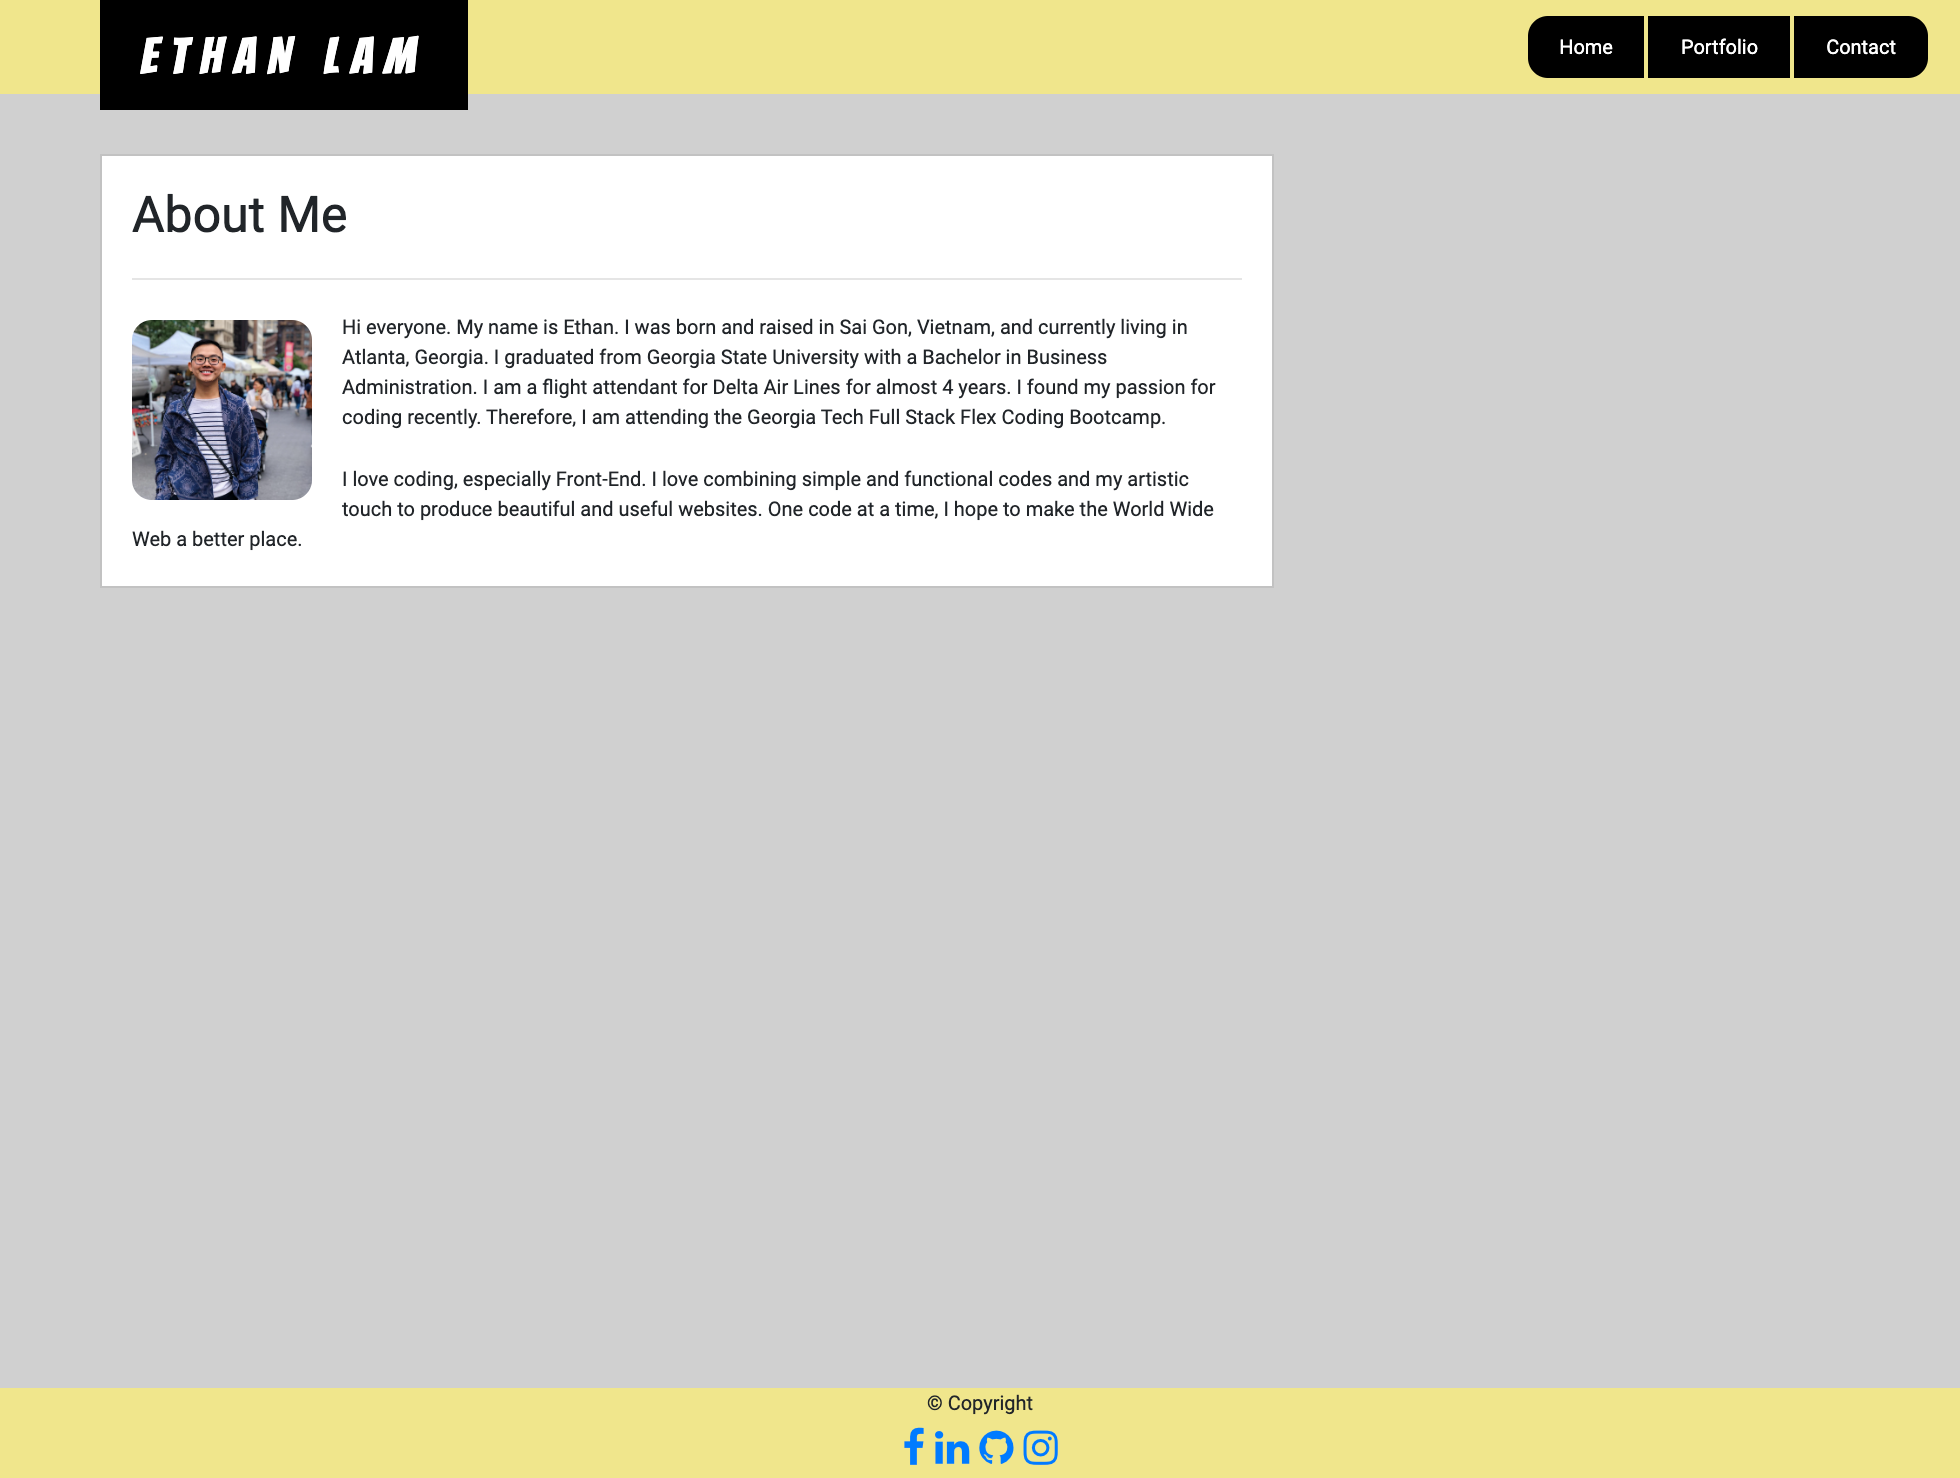 ETHAN LAM
Home
Portfolio
Contact
About Me
Hi everyone. My name is Ethan. I was born and raised in Sai Gon, Vietnam, and currently living in
Atlanta, Georgia. I graduated from Georgia State University with a Bachelor in Business
Administration. I am a flight attendant for Delta Air Lines for almost 4 years. I found my passion for
coding recently. Therefore, I am attending the Georgia Tech Full Stack Flex Coding Bootcamp.
I love coding, especially Front-End. I love combining simple and functional codes and my artistic
touch to produce beautiful and useful websites. One code at a time, I hope to make the World Wide
Web a better place.
© Copyright